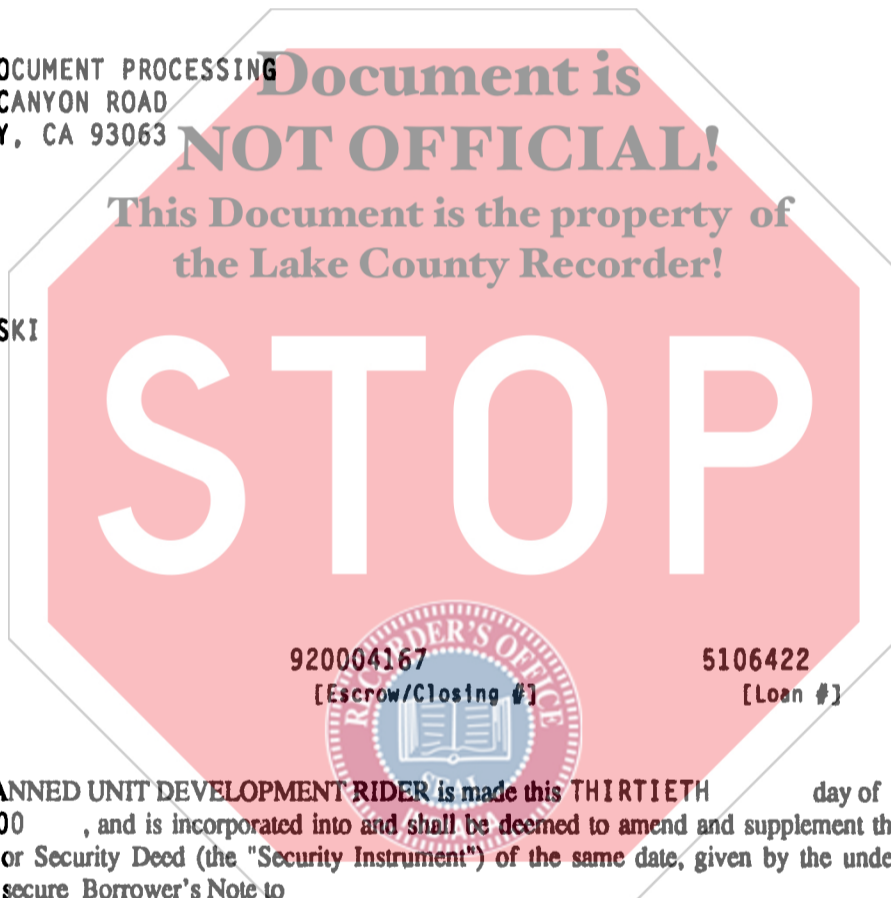 OCUMENT PROCESSING
CANYON ROAD
Y, CA 93063
Document is
NOT OFFICIAL!
This Document is the property of
the Lake County Recorder!
SKI
STOP
RECORDER'S OFFICE
920004167 5106422
[Escrow/Closing #] [Loan #]
SEAL
ANNED UNIT DEVELOPMENT RIDER is made this THIRTIETH day of
00 , and is incorporated into and shall be deemed to amend and supplement th
or Security Deed (the "Security Instrument") of the same date, given by the unde
secure Borrower's Note to